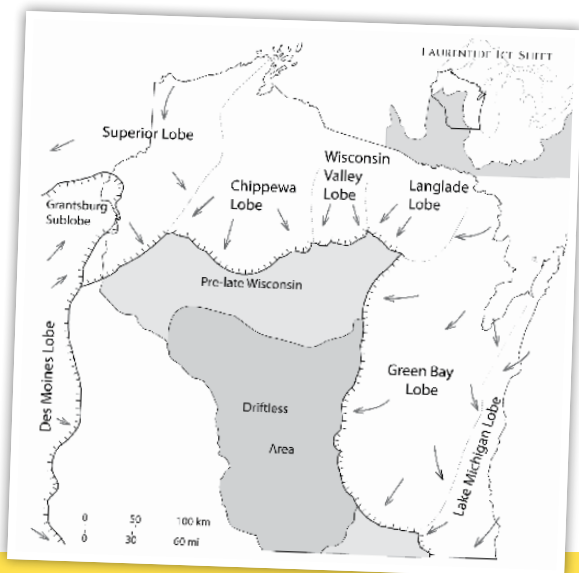 LAURENTIDE ICE SHEET
Superior Lobe
Wisconsin
Valley
Lobe
Chippewa
Lobe
Langlade
Lobe
Grantsburg
Sublobe
Pre-late Wisconsin
Des Moines Lobe
Green Bay
Lobe
Driftless
Area
Lake Michigan Lobe
0 50 100 km
0 30 60 mi